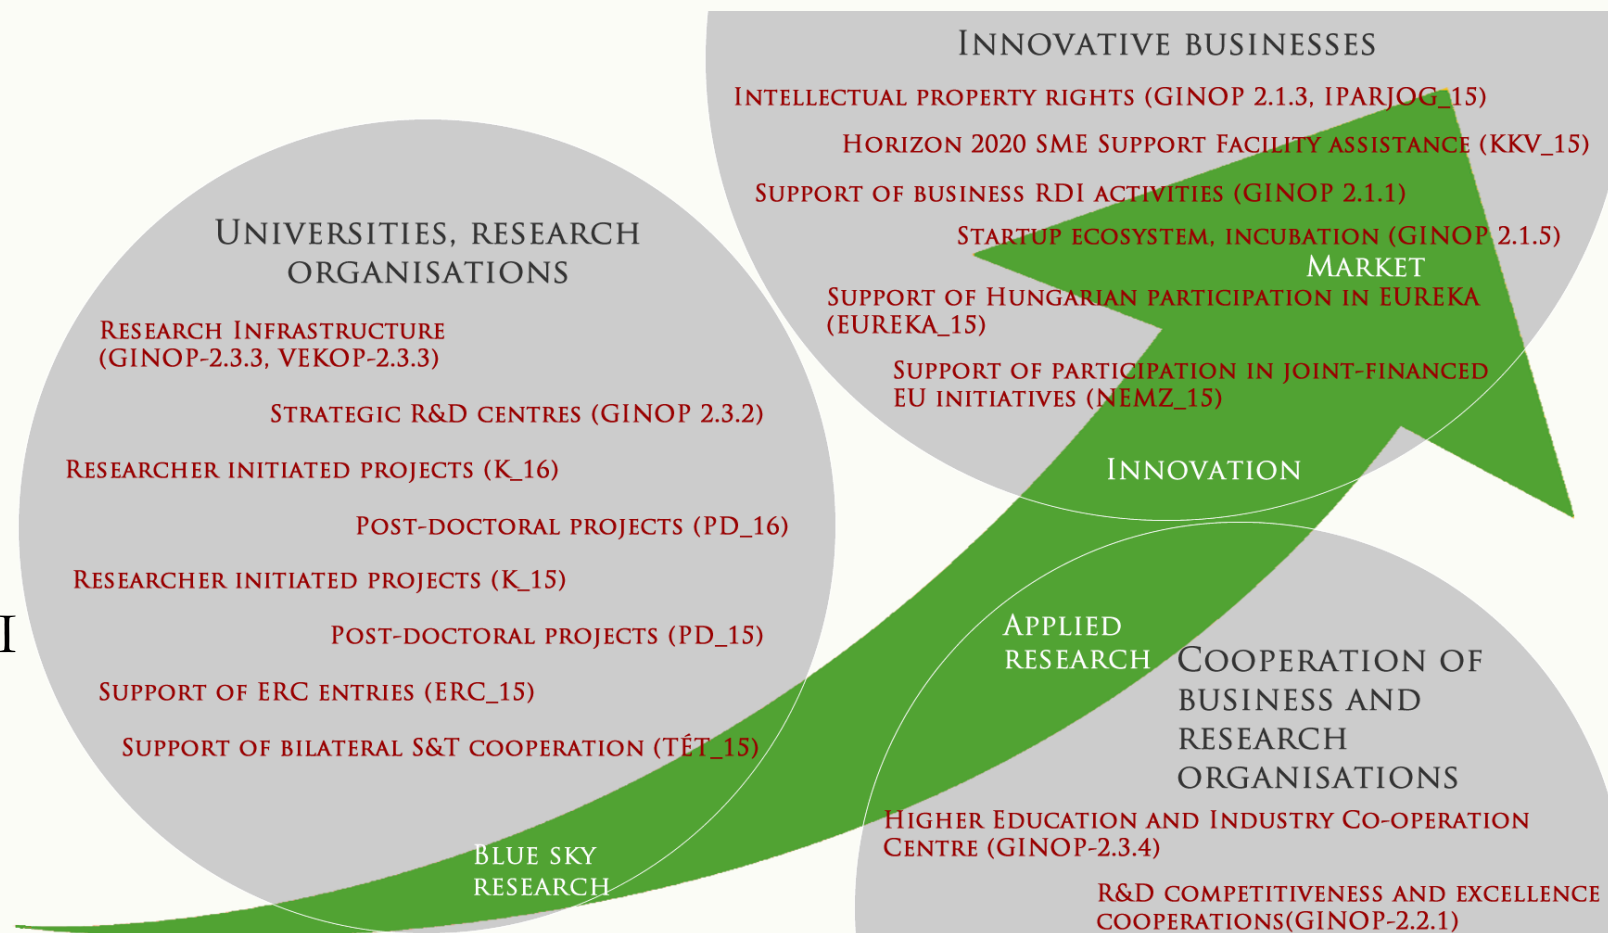 Innovative businesses
Intellectual property rights (GINOP 2.1.3, IPARJOG_15)
Horizon 2020 SME Support Facility assistance (KKV_15)
Support of business RDI activities (GINOP 2.1.1)
Startup ecosystem, incubation (GINOP 2.1.5)
Market
Support of Hungarian participation in EUREKA
(EUREKA_15)
Support of participation in joint-financed
EU initiatives (NEMZ_15)
Innovation
Universities, research
organisations
Research Infrastructure
(GINOP-2.3.3, VEKOP-2.3.3)
Strategic R&D centres (GINOP 2.3.2)
Researcher initiated projects (K_16)
Post-doctoral projects (PD_16)
Researcher initiated projects (K_15)
Post-doctoral projects (PD_15)
I
Support of ERC entries (ERC_15)
Support of bilateral S&T cooperation (TÉT_15)
Blue sky
research
Applied
research
Cooperation of
business and
research
organisations
Higher Education and Industry Co-operation
Centre (GINOP-2.3.4)
R&D competitiveness and excellence
cooperations(GINOP-2.2.1)